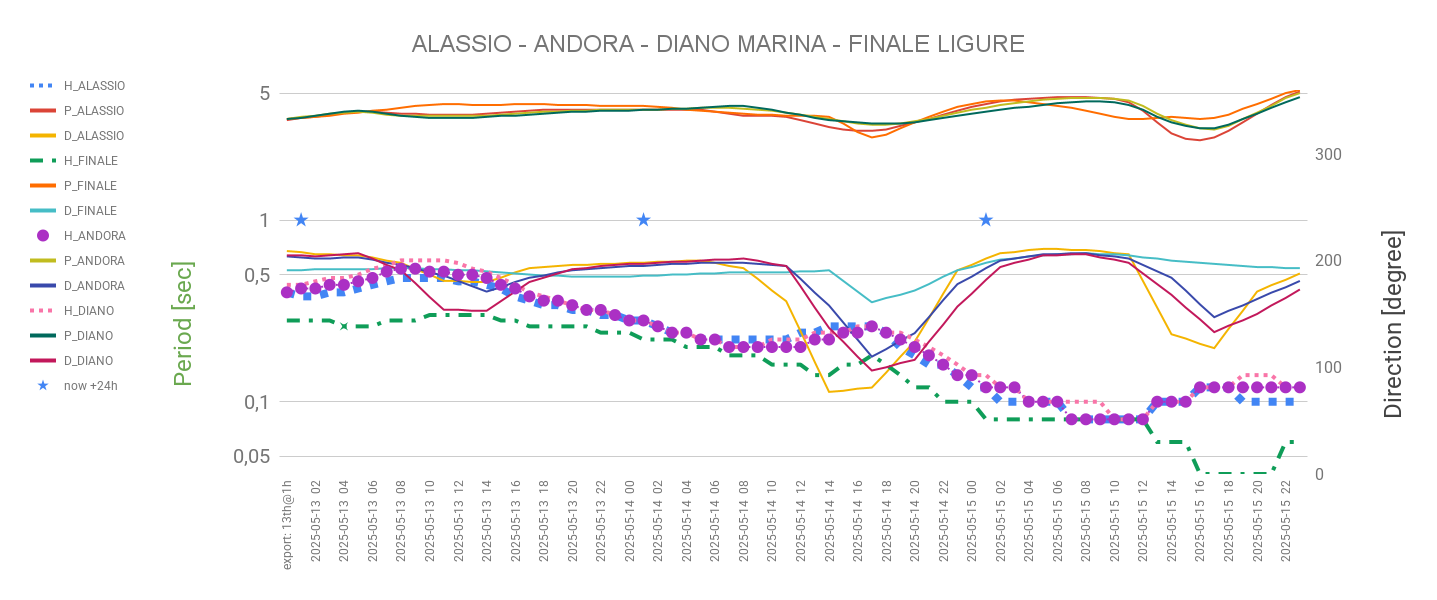 ALASSIO - ANDORA - DIANO MARINA - FINALE LIGURE
H_ALASSIO
P_ALASSIO
D_ALASSIO
H_FINALE
P_FINALE
D_FINALE
H_ANDORA
P_ANDORA
D_ANDORA
H_DIANO
P_DIANO
D_DIANO
now +24h
Period [sec]
5
1
0,5
0,1
0,05
300
200
100
0
Direction [degree]
export: 13th@1h
2025-05-13 02
2025-05-13 04
2025-05-13 06
2025-05-13 08
2025-05-13 10
2025-05-13 12
2025-05-13 14
2025-05-13 16
2025-05-13 18
2025-05-13 20
2025-05-13 22
2025-05-14 00
2025-05-14 02
2025-05-14 04
2025-05-14 06
2025-05-14 08
2025-05-14 10
2025-05-14 12
2025-05-14 14
2025-05-14 16
2025-05-14 18
2025-05-14 20
2025-05-14 22
2025-05-15 00
2025-05-15 02
2025-05-15 04
2025-05-15 06
2025-05-15 08
2025-05-15 10
2025-05-15 12
2025-05-15 14
2025-05-15 16
2025-05-15 18
2025-05-15 20
2025-05-15 22